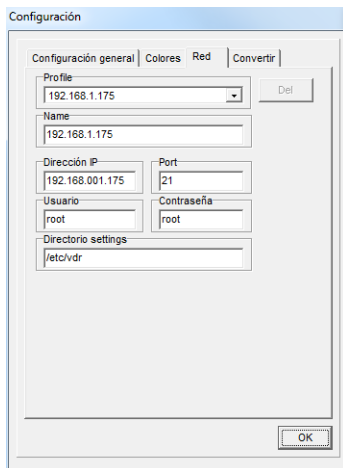 Configuración
Configuración general Colores Red Convertir
Profile
192.168.1.175
Del
Name
192.168.1.175
Dirección IP Port
192.168.001.175 21
Usuario Contraseña
root root
Directorio settings
/etc/vdr
OK